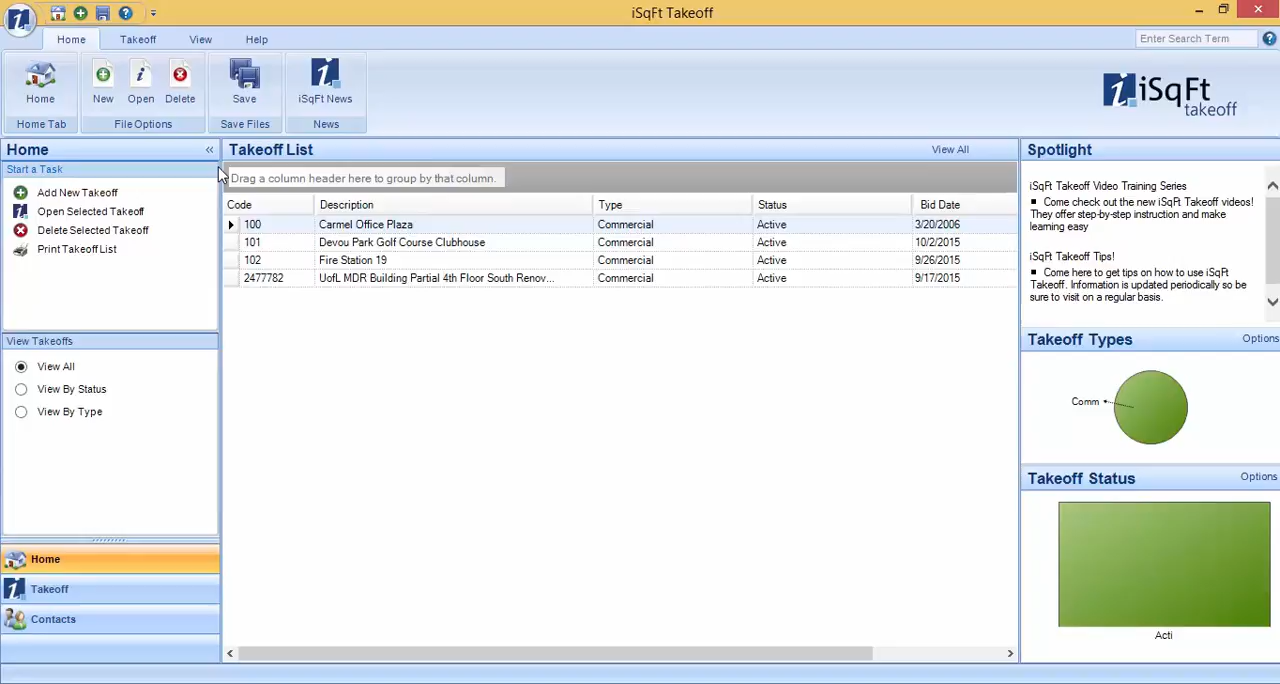 iSqFt Takeoff
Home Takeoff View Help
Enter Search Term
Home New Open Delete Save iSqFt News
Home Tab File Options Save Files News
iSqFt
takeoff
Home
Start a Task
Add New Takeoff
Open Selected Takeoff
Delete Selected Takeoff
Print Takeoff List
View Takeoffs
View All
View By Status
View By Type
Home
Takeoff
Contacts
Takeoff List View All
Drag a column header here to group by that column.
Code Description Type Status Bid Date
100 Carmel Office Plaza Commercial Active 3/20/2006
101 Devou Park Golf Course Clubhouse Commercial Active 10/2/2015
102 Fire Station 19 Commercial Active 9/26/2015
2477782 UofL MDR Building Partial 4th Floor South Renov... Commercial Active 9/17/2015
Spotlight
iSqFt Takeoff Video Training Series
■ Come check out the new iSqFt Takeoff videos!
They offer step-by-step instruction and make
learning easy
iSqFt Takeoff Tips!
■ Come here to get tips on how to use iSqFt
Takeoff. Information is updated periodically so be
sure to visit on a regular basis.
Takeoff Types Options
Comm
Takeoff Status Options
Acti